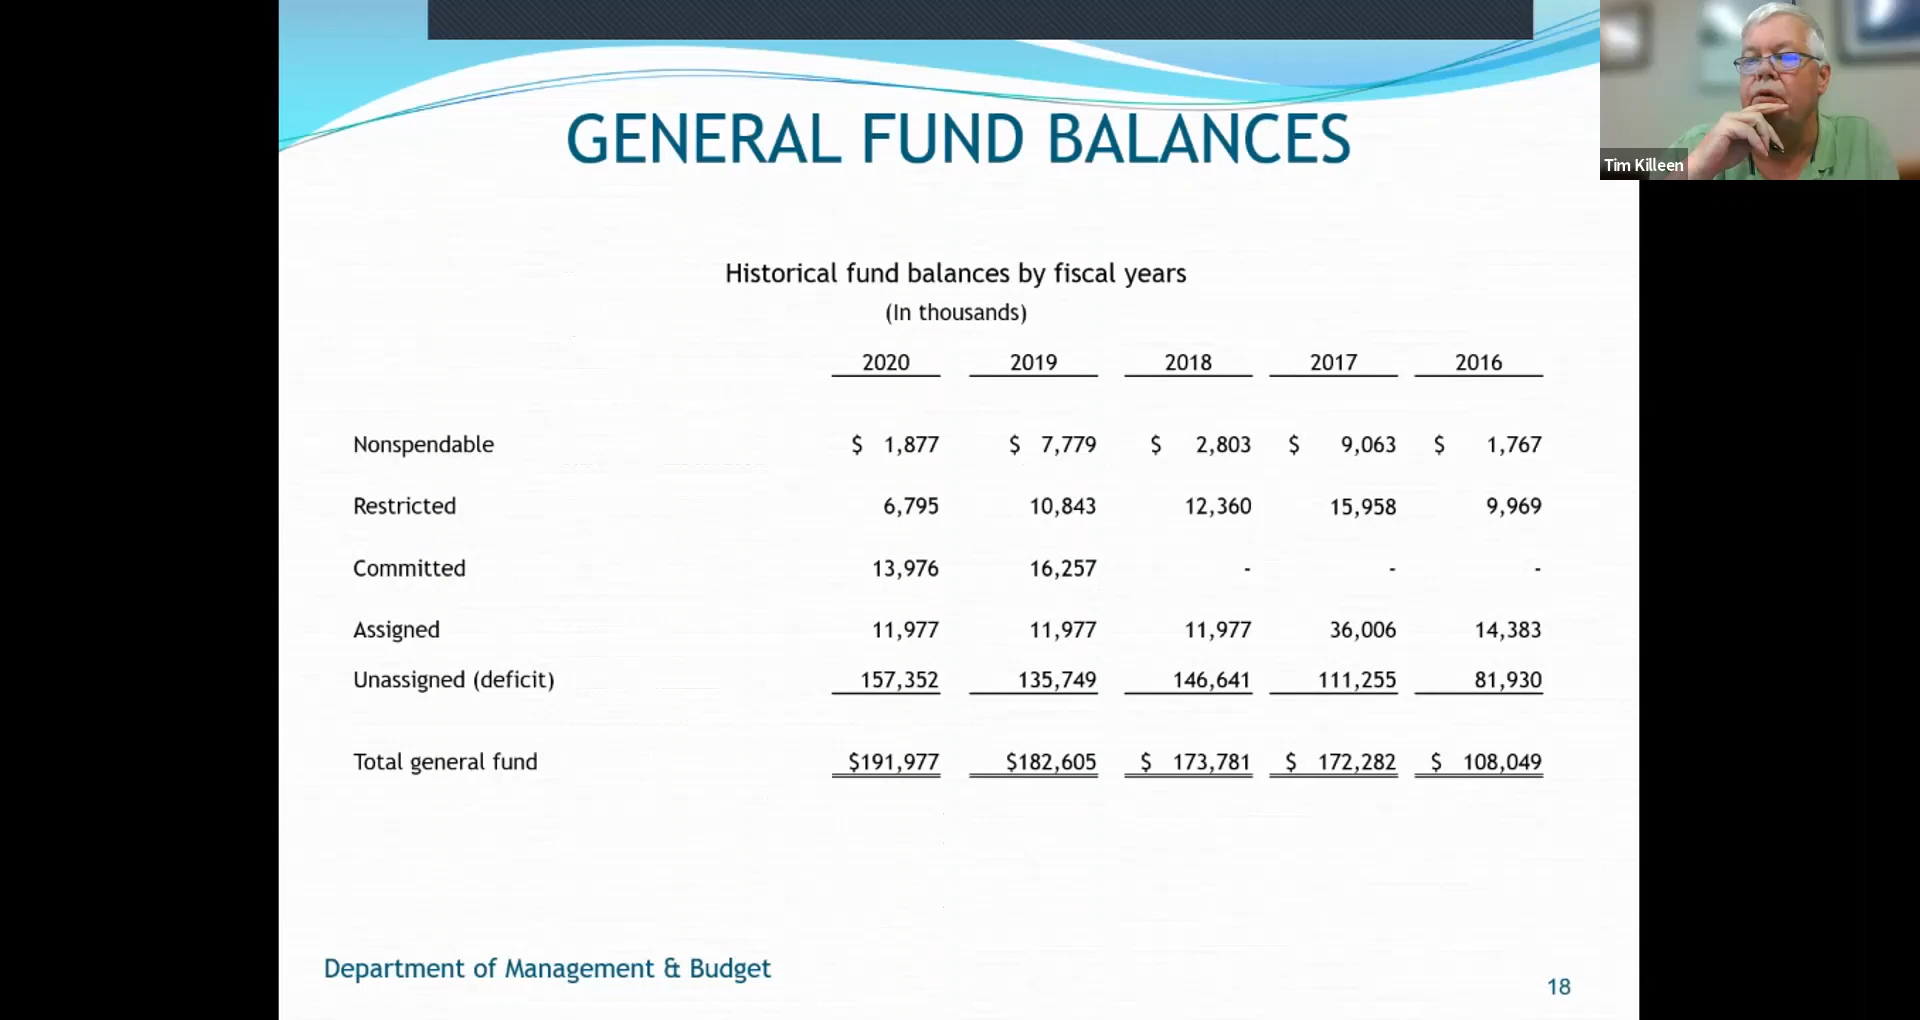 GENERAL FUND BALANCES
Tim Killeen
Historical fund balances by fiscal years
(In thousands)
2020 2019 2018 2017 2016
Nonspendable $ 1,877 $ 7,779 $ 2,803 $ 9,063 $ 1,767
Restricted 6,795 10,843 12,360 15,958 9,969
Committed 13,976 16,257 - - -
Assigned 11,977 11,977 11,977 36,006 14,383
Unassigned (deficit) 157,352 135,749 146,641 111,255 81,930
Total general fund $191,977 $182,605 $ 173,781 $ 172,282 $ 108,049
Department of Management & Budget
18